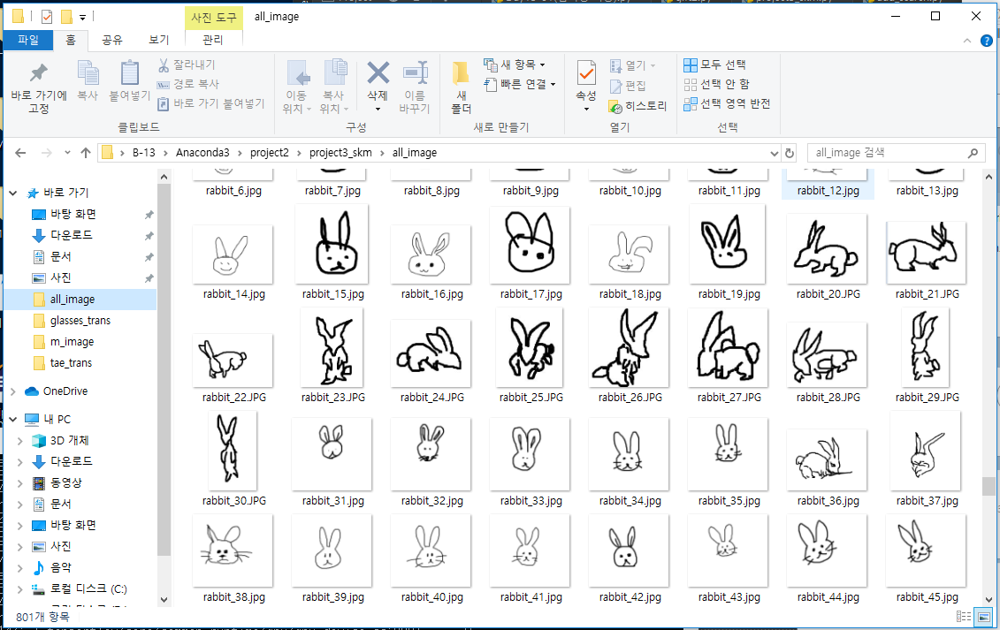 사진 도구
all_image
파일
홈
공유
보기
관리
바로 가기에
고정
복사
붙여넣기
잘라내기
경로 복사
바로 가기 붙여넣기
클립보드
이동
위치
복사
위치
삭제
이름
바꾸기
구성
새
폴더
새 항목
빠른 연결
새로 만들기
속성
열기
편집
히스토리
열기
모두 선택
선택 안 함
선택 영역 반전
선택
B-13 > Anaconda3 > project2 > project3_skm > all_image
all_image 검색
바로 가기
바탕 화면
다운로드
문서
사진
all_image
glasses_trans
m_image
tae_trans
OneDrive
내 PC
3D 개체
다운로드
동영상
문서
바탕 화면
사진
음악
로컬 디스크 (C:)
rabbit_6.jpg rabbit_7.jpg rabbit_8.jpg rabbit_9.jpg rabbit_10.jpg rabbit_11.jpg rabbit_12.jpg rabbit_13.jpg
rabbit_14.jpg rabbit_15.jpg rabbit_16.jpg rabbit_17.jpg rabbit_18.jpg rabbit_19.jpg rabbit_20.JPG rabbit_21.JPG
rabbit_22.JPG rabbit_23.JPG rabbit_24.JPG rabbit_25.JPG rabbit_26.JPG rabbit_27.JPG rabbit_28.JPG rabbit_29.JPG
rabbit_30.JPG rabbit_31.jpg rabbit_32.jpg rabbit_33.jpg rabbit_34.jpg rabbit_35.jpg rabbit_36.jpg rabbit_37.jpg
rabbit_38.jpg rabbit_39.jpg rabbit_40.jpg rabbit_41.jpg rabbit_42.jpg rabbit_43.jpg rabbit_44.jpg rabbit_45.jpg
801개 항목